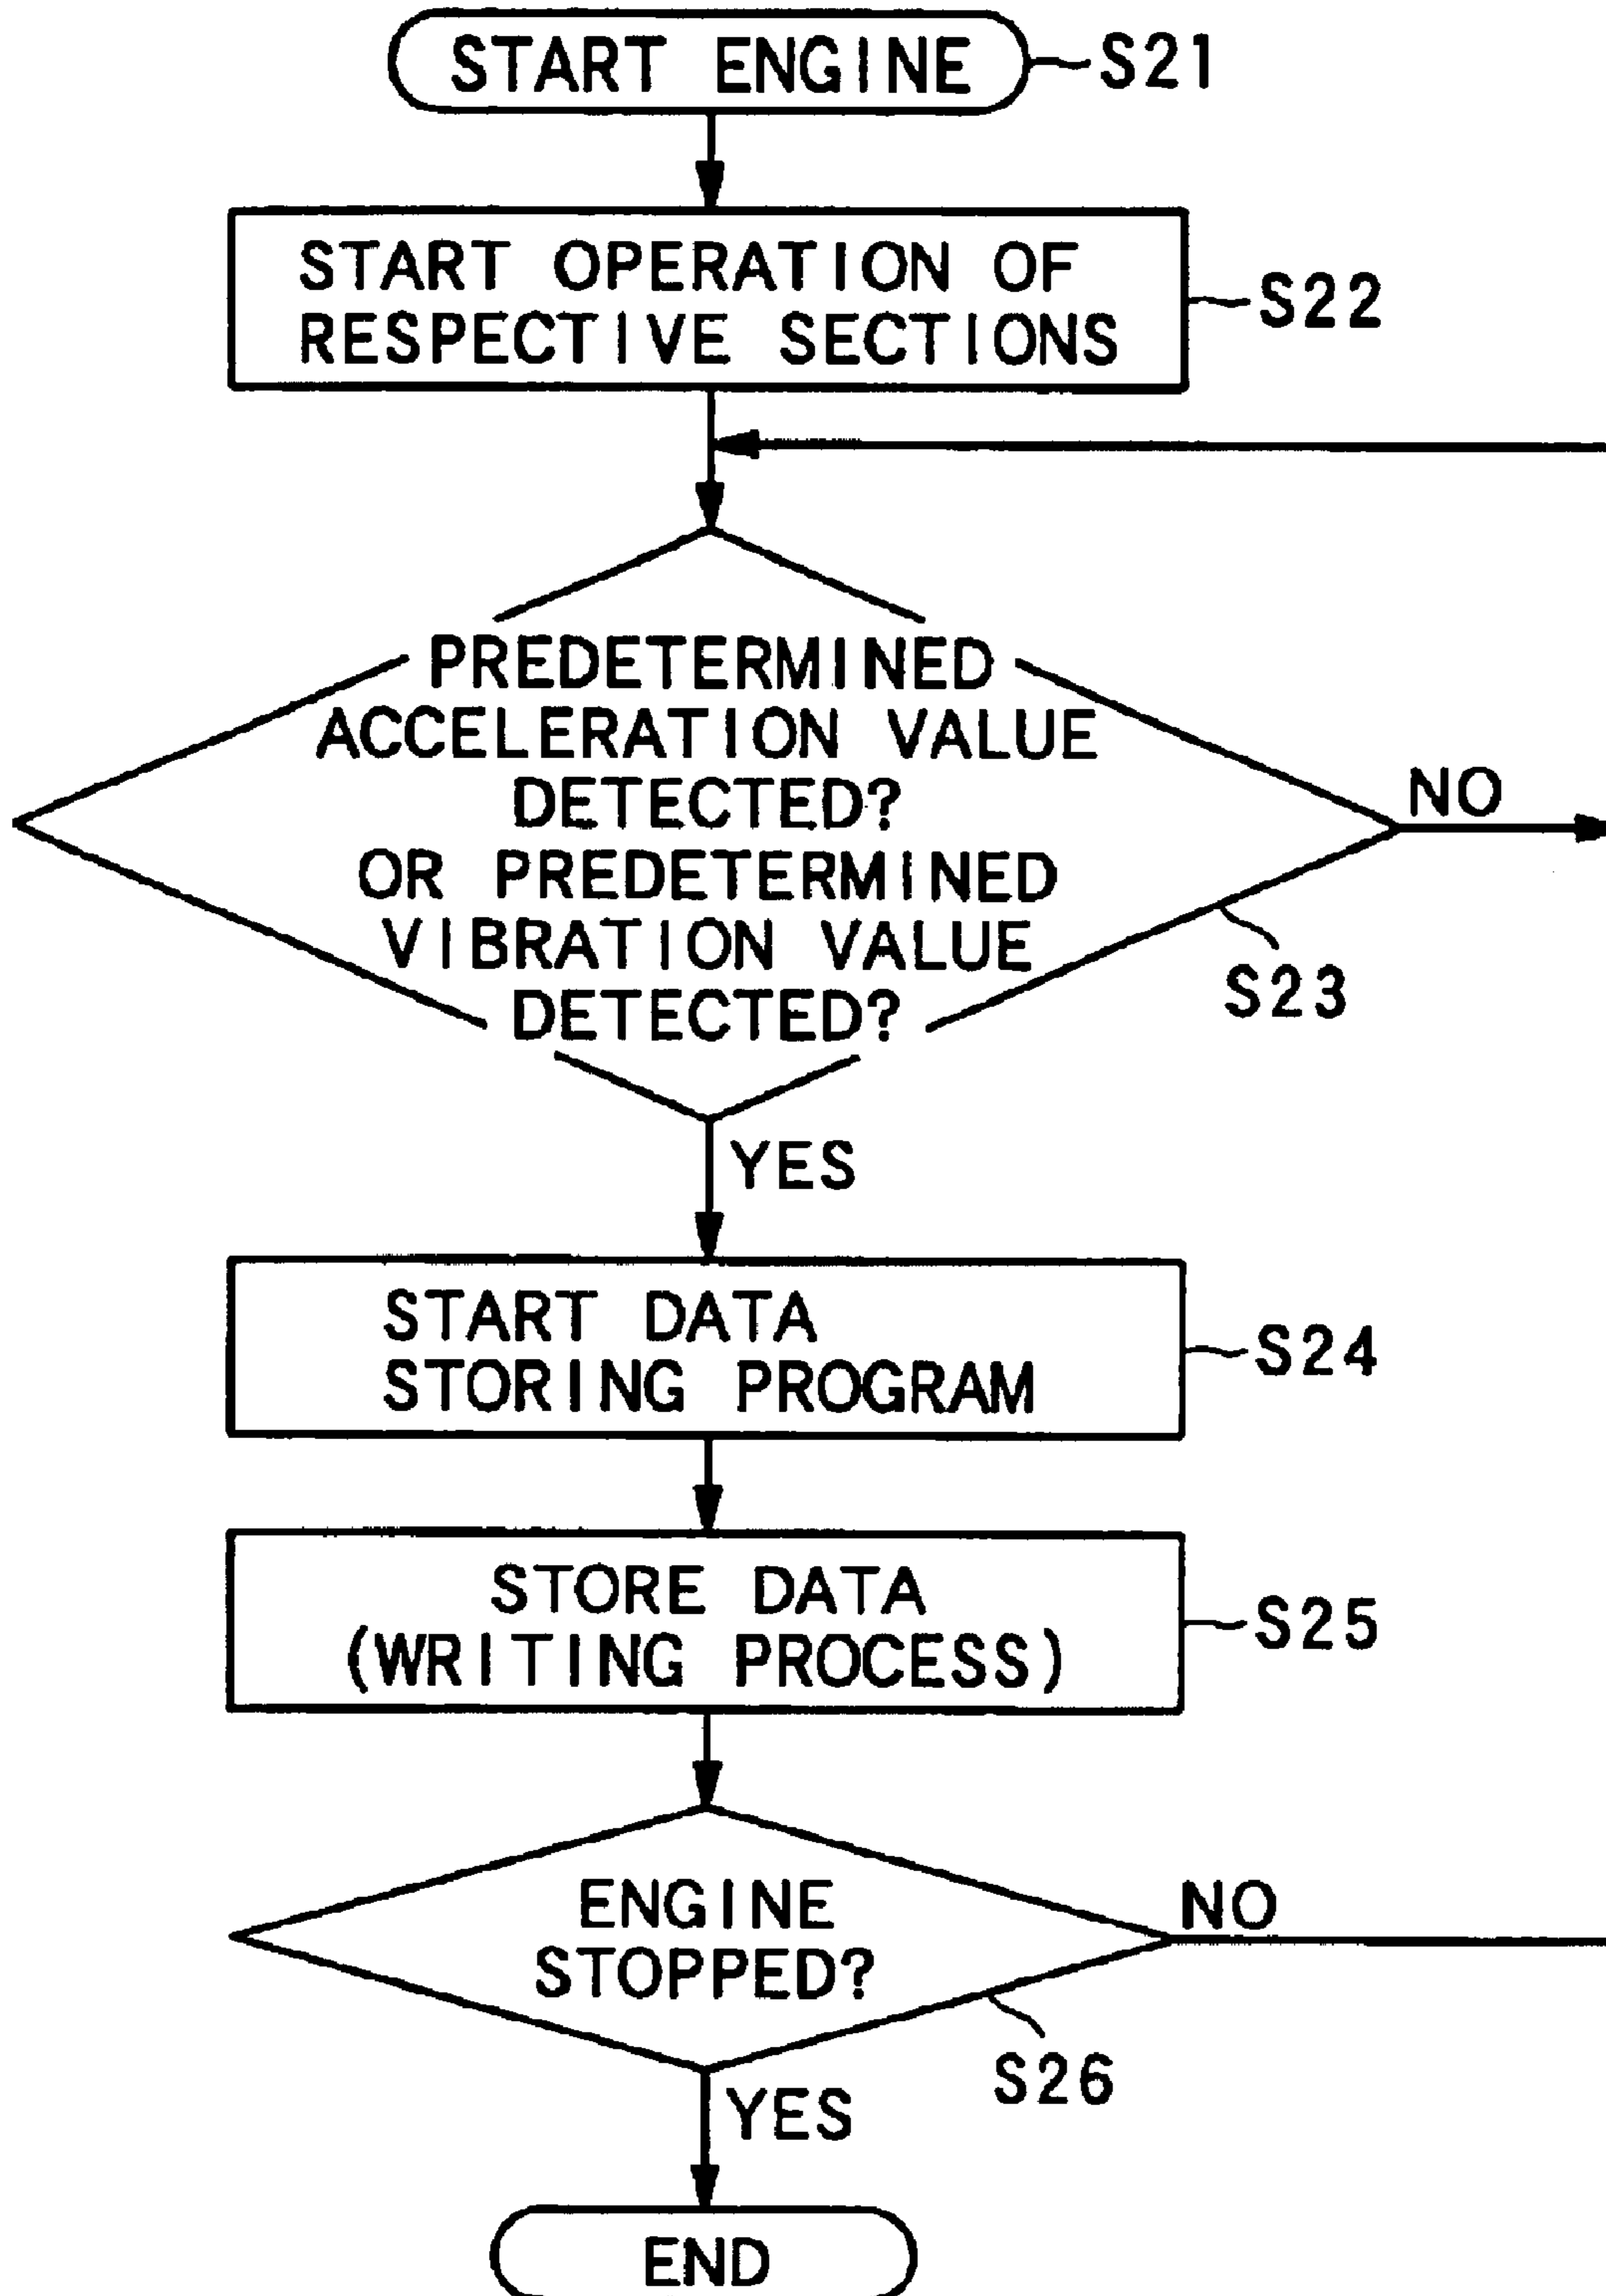 START ENGINE S21
START OPERATION OF
RESPECTIVE SECTIONS
S22
PREDETERMINED
ACCELERATION VALUE
DETECTED?
OR PREDETERMINED
VIBRATION VALUE
DETECTED?
NO
S23
YES
START DATA
STORING PROGRAM
S24
STORE DATA
(WRITING PROCESS)
S25
ENGINE
STOPPED?
NO
S26
YES
END